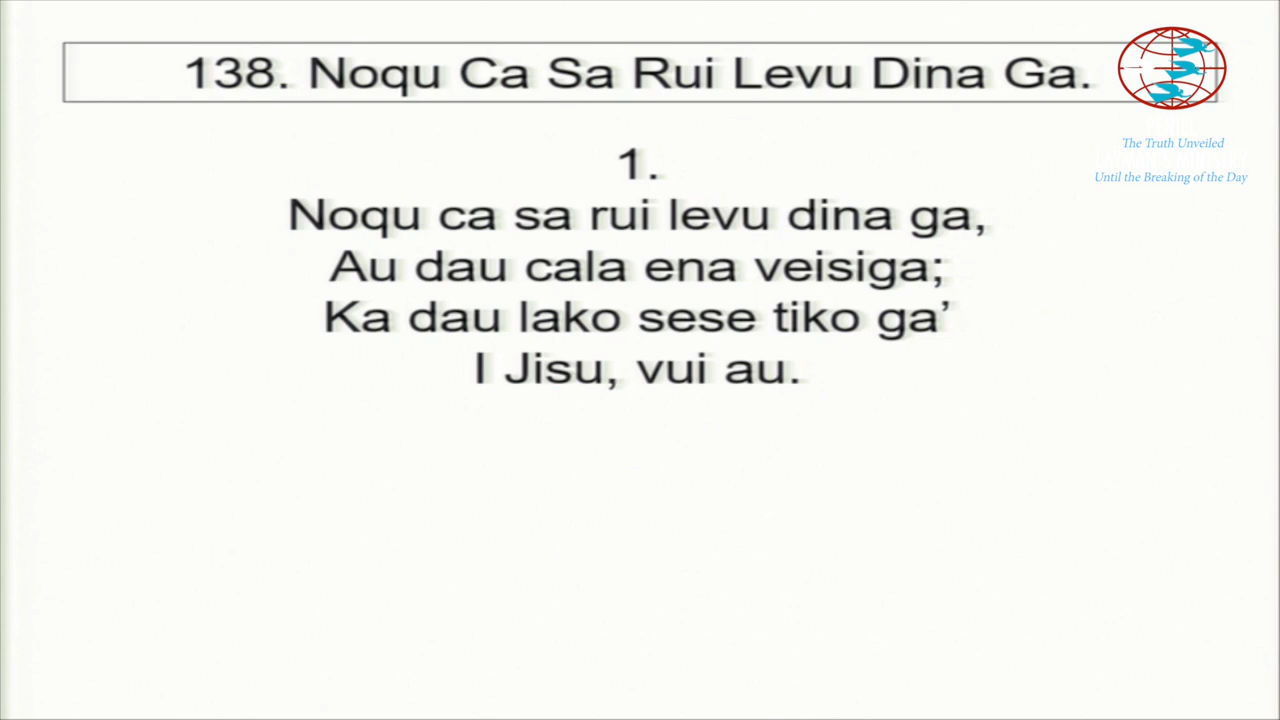 138. Noqu Ca Sa Rui Levu Dina Ga.
1.
Noqu ca sa rui levu dina ga,
Au dau cala ena veisiga;
Ka dau lako sese tiko ga’
I Jisu, vui au.
The Truth Unveiled
Until the Breaking of the Day